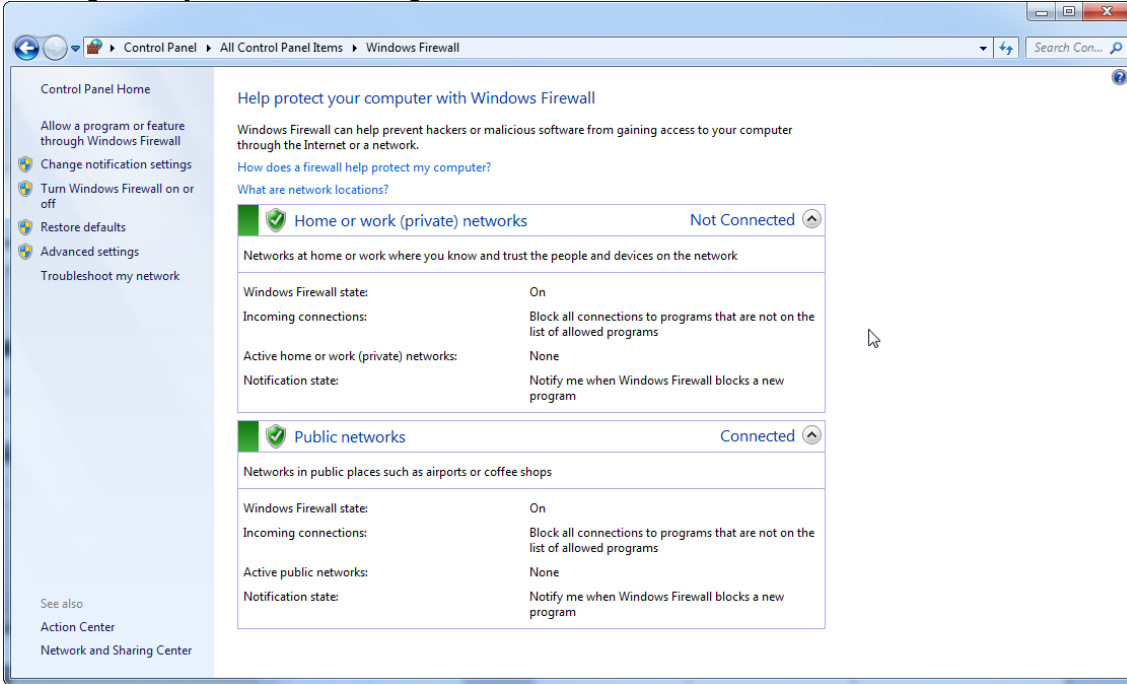 Control Panel ▸ All Control Panel Items ▸ Windows Firewall
Search Con...
Control Panel Home
Allow a program or feature
through Windows Firewall
Change notification settings
Turn Windows Firewall on or
off
Restore defaults
Advanced settings
Troubleshoot my network
See also
Action Center
Network and Sharing Center
Help protect your computer with Windows Firewall
Windows Firewall can help prevent hackers or malicious software from gaining access to your computer
through the Internet or a network.
How does a firewall help protect my computer?
What are network locations?
Home or work (private) networks Not Connected
Networks at home or work where you know and trust the people and devices on the network
Windows Firewall state: On
Incoming connections: Block all connections to programs that are not on the
list of allowed programs
Active home or work (private) networks: None
Notification state: Notify me when Windows Firewall blocks a new
program
Public networks Connected
Networks in public places such as airports or coffee shops
Windows Firewall state: On
Incoming connections: Block all connections to programs that are not on the
list of allowed programs
Active public networks: None
Notification state: Notify me when Windows Firewall blocks a new
program